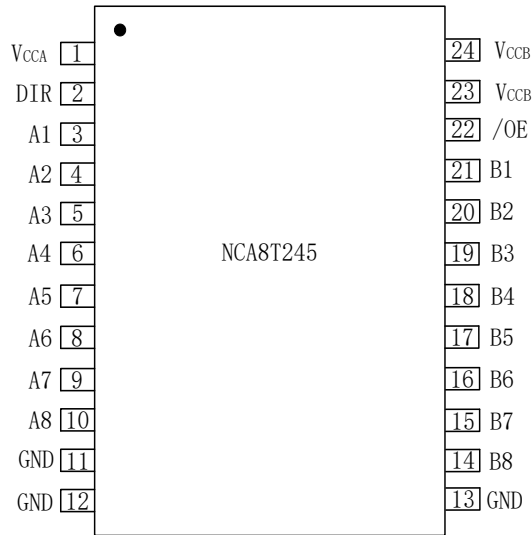 VCCA 1 24 VCCB
DIR 2 23 VCCB
A1 3 22 /OE
A2 4 21 B1
A3 5 20 B2
A4 6 NCA8T245 19 B3
A5 7 18 B4
A6 8 17 B5
A7 9 16 B6
A8 10 15 B7
GND 11 14 B8
GND 12 13 GND